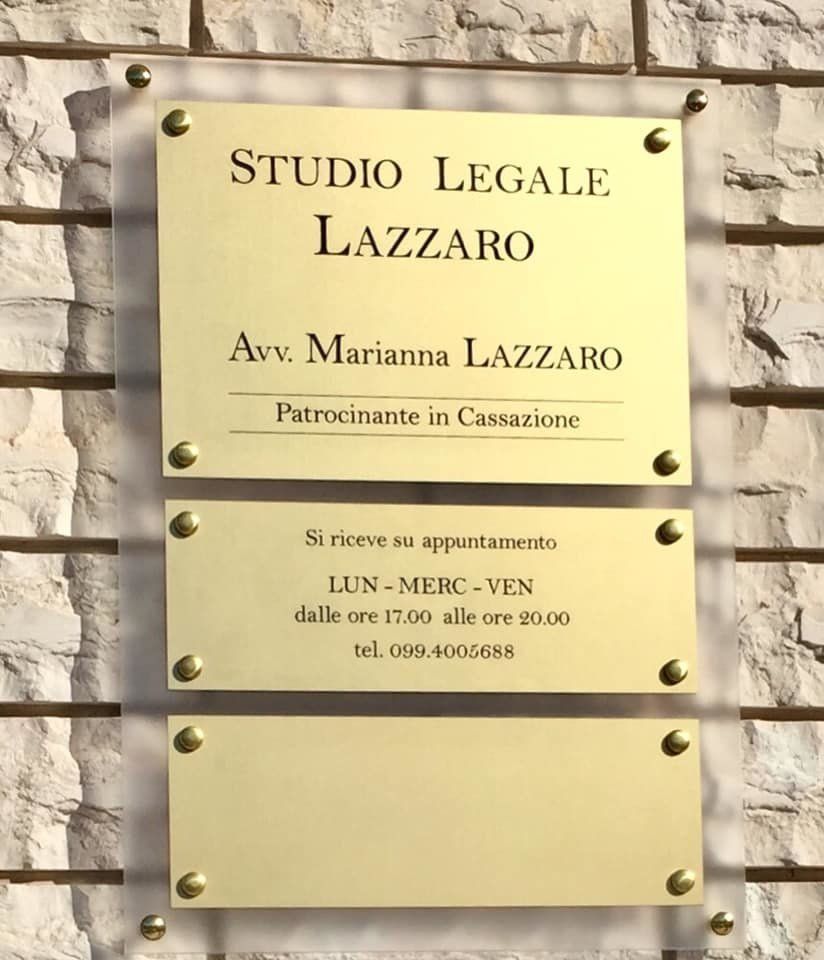 STUDIO LEGALE
LAZZARO
AVV. MARIANNA LAZZARO
Patrocinante in Cassazione
Si riceve su appuntamento
LUN - MERC - VEN
dalle ore 17.00 alle ore 20.00
tel. 099.4005688